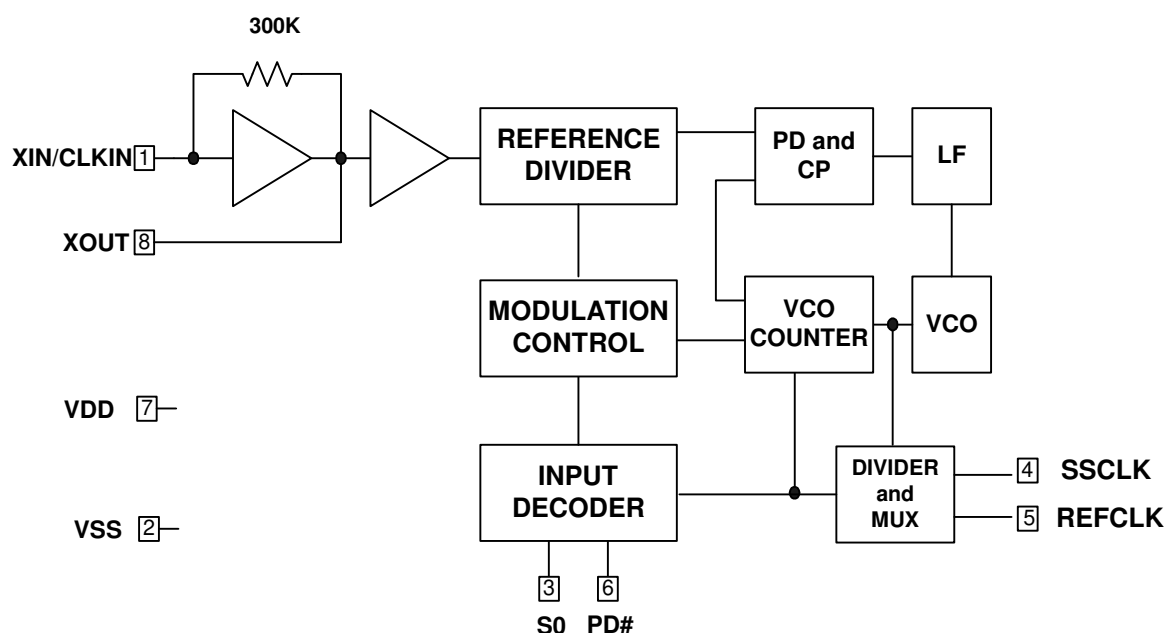 300K
XIN/CLKIN 1
REFERENCE
DIVIDER
PD and
CP
LF
XOUT 8
MODULATION
CONTROL
VCO
COUNTER
VCO
VDD 7
INPUT
DECODER
DIVIDER
and
MUX
4 SSCLK
5 REFCLK
VSS 2
3 6
S0 PD#